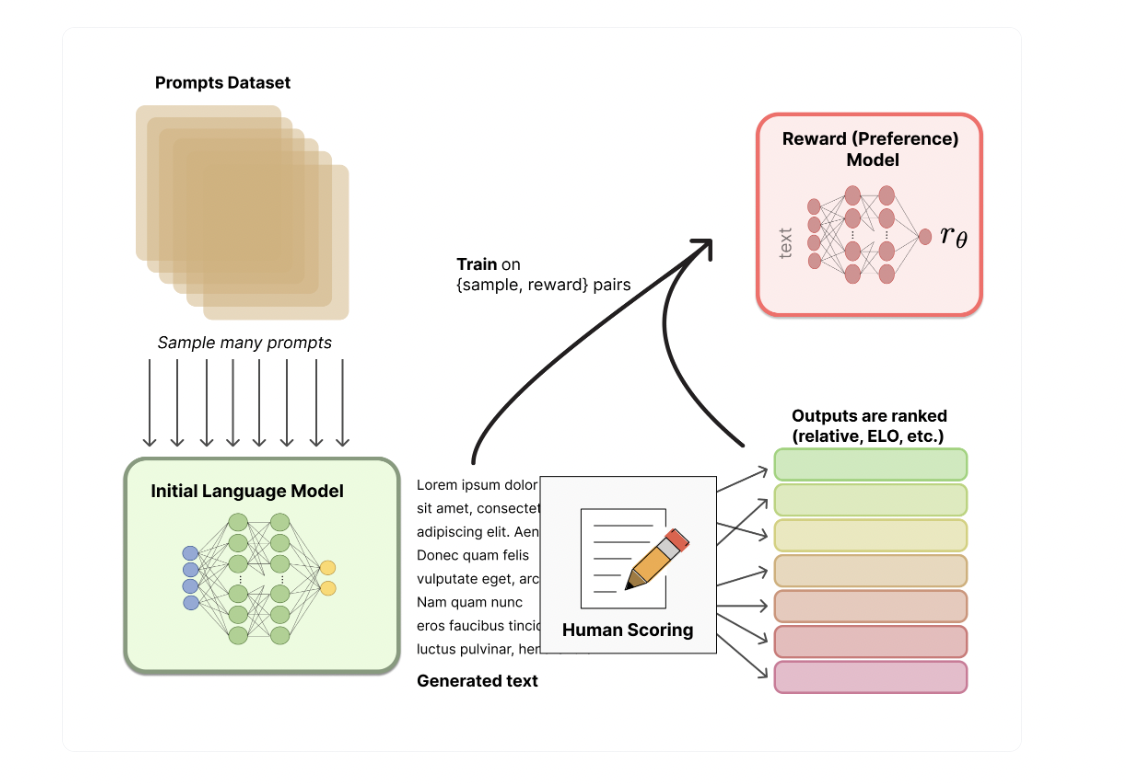 Prompts Dataset
Sample many prompts
Initial Language Model
Train on
{sample, reward} pairs
Reward (Preference)
Model
text
r_θ
Lorem ipsum dolor
sit amet, consectet
adipiscing elit. Aen
Donec quam felis
vulputate eget, arc
Nam quam nunc
eros faucibus tincid
luctus pulvinar, hen
Generated text
Human Scoring
Outputs are ranked
(relative, ELO, etc.)